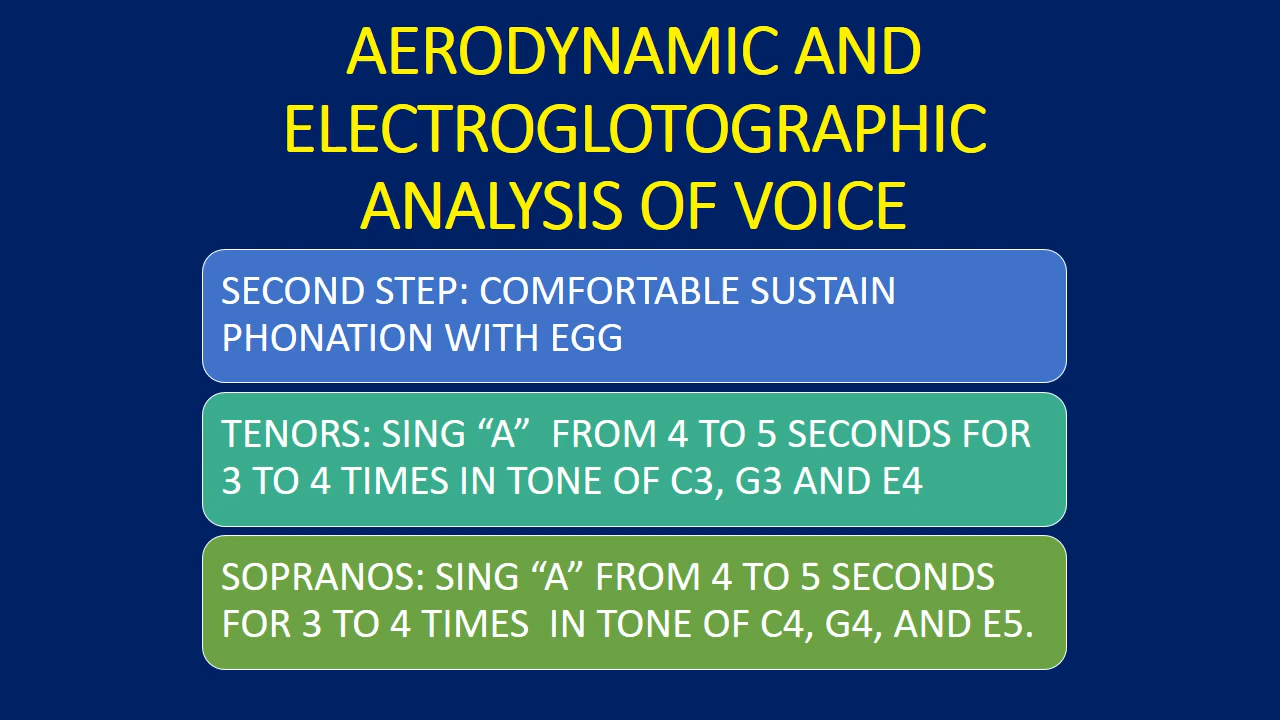 AERODYNAMIC AND
ELECTROGLOTOGRAPHIC
ANALYSIS OF VOICE
SECOND STEP: COMFORTABLE SUSTAIN
PHONATION WITH EGG
TENORS: SING “A”  FROM 4 TO 5 SECONDS FOR
3 TO 4 TIMES IN TONE OF C3, G3 AND E4
SOPRANOS: SING “A” FROM 4 TO 5 SECONDS
FOR 3 TO 4 TIMES  IN TONE OF C4, G4, AND E5.